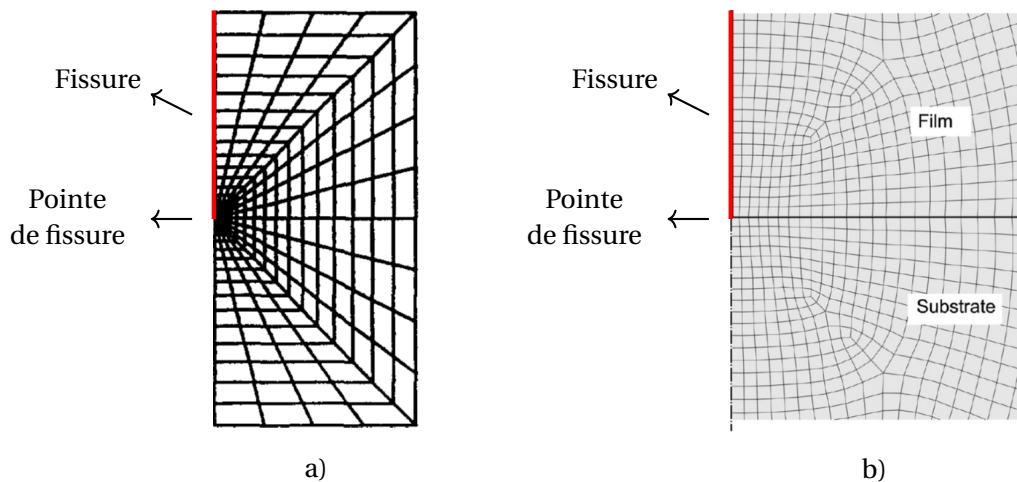 Fissure
Pointe
de fissure
a)
Fissure
Pointe
de fissure
Film
Substrate
b)